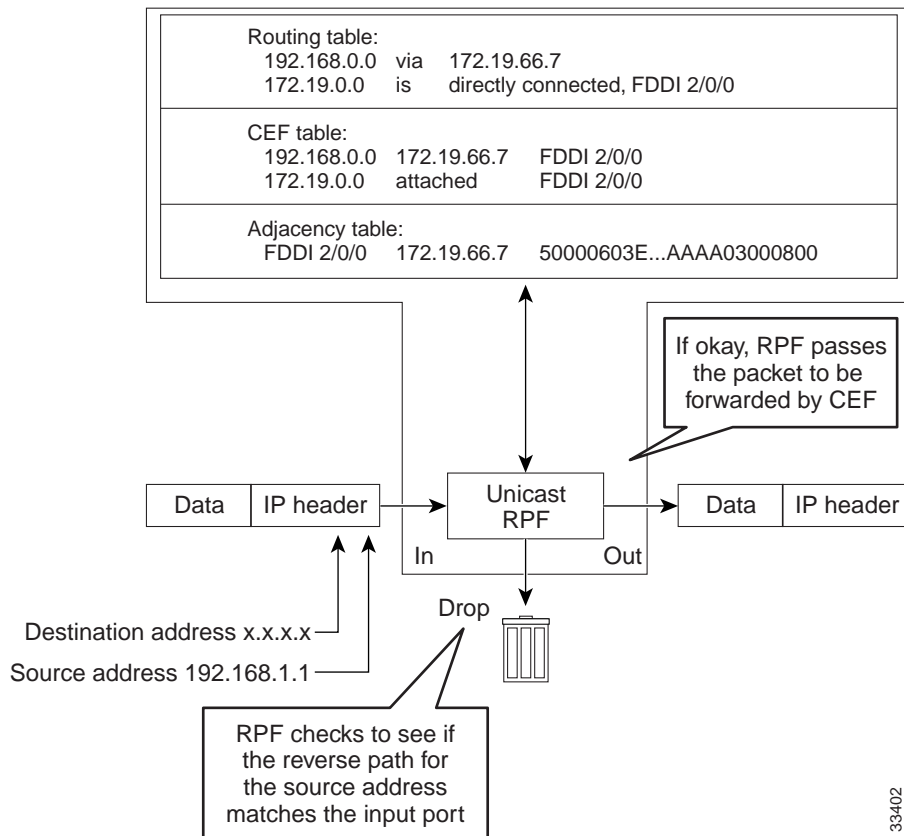 Routing table:
192.168.0.0 via 172.19.66.7
172.19.0.0 is directly connected, FDDI 2/0/0
CEF table:
192.168.0.0 172.19.66.7 FDDI 2/0/0
172.19.0.0 attached FDDI 2/0/0
Adjacency table:
FDDI 2/0/0 172.19.66.7 50000603E...AAAA03000800
If okay, RPF passes
the packet to be
forwarded by CEF
Data IP header
Unicast
RPF
Data IP header
In
Out
Drop
Destination address x.x.x.x
Source address 192.168.1.1
RPF checks to see if
the reverse path for
the source address
matches the input port
33402